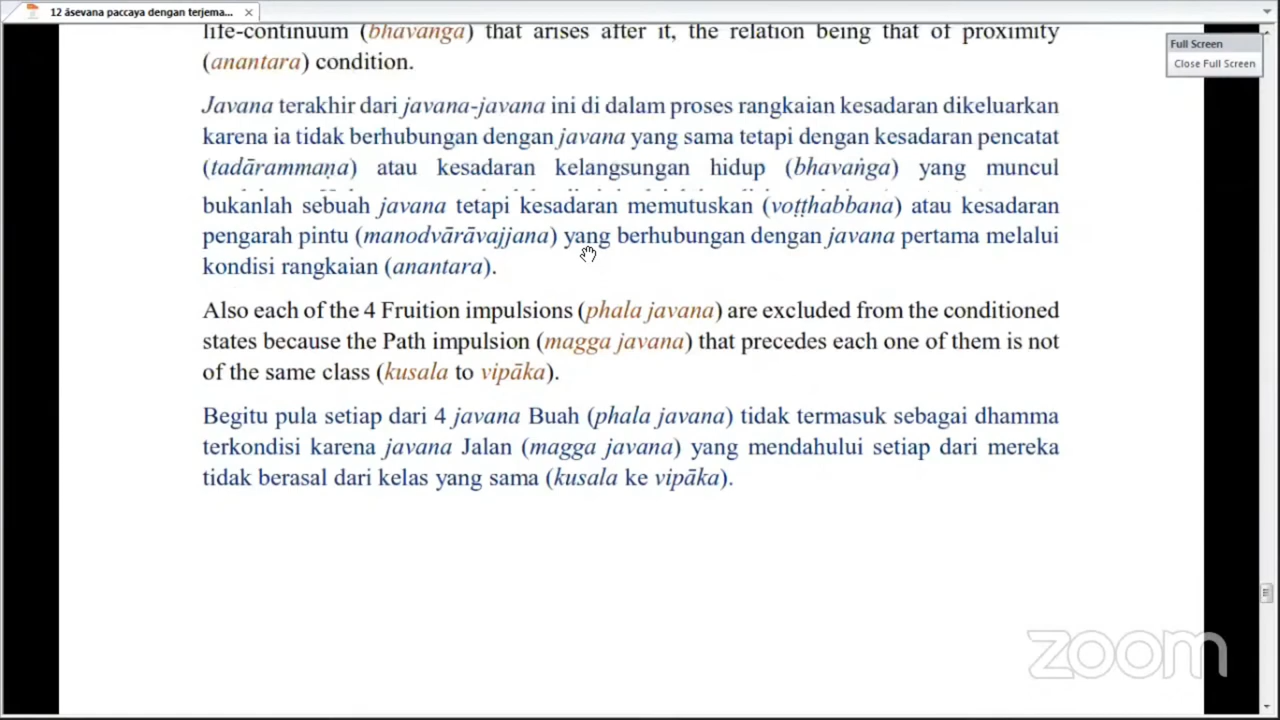 12 āsevana paccaya dengan terjema...
Full Screen
Close Full Screen
life-continuum (bhavanga) that arises after it, the relation being that of proximity
(anantara) condition.
Javana terakhir dari javana-javana ini di dalam proses rangkaian kesadaran dikeluarkan
karena ia tidak berhubungan dengan javana yang sama tetapi dengan kesadaran pencatat
(tadārammaṇa) atau kesadaran kelangsungan hidup (bhavaṅga) yang muncul
bukanlah sebuah javana tetapi kesadaran memutuskan (voṭṭhabbana) atau kesadaran
pengarah pintu (manodvārāvajjana) yang berhubungan dengan javana pertama melalui
kondisi rangkaian (anantara).
Also each of the 4 Fruition impulsions (phala javana) are excluded from the conditioned
states because the Path impulsion (magga javana) that precedes each one of them is not
of the same class (kusala to vipāka).
Begitu pula setiap dari 4 javana Buah (phala javana) tidak termasuk sebagai dhamma
terkondisi karena javana Jalan (magga javana) yang mendahului setiap dari mereka
tidak berasal dari kelas yang sama (kusala ke vipāka).
zoom